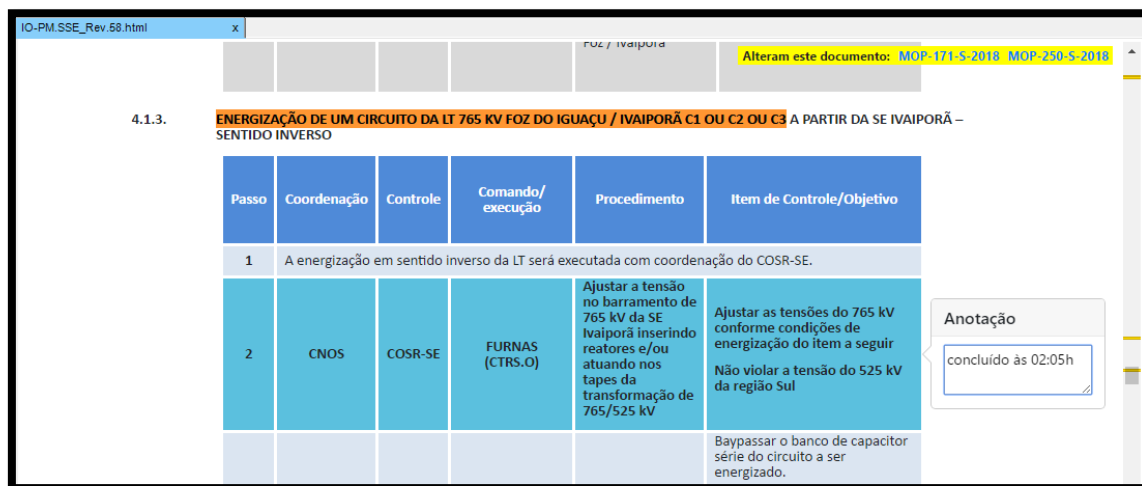 IO-PM.SSE_Rev.58.html x
Foz / Ivaiporã
Alteram este documento: MOP-171-S-2018 MOP-250-S-2018
4.1.3. ENERGIZAÇÃO DE UM CIRCUITO DA LT 765 KV FOZ DO IGUAÇU / IVAIPORÃ C1 OU C2 OU C3 A PARTIR DA SE IVAIPORÃ –
SENTIDO INVERSO
Passo
Coordenação
Controle
Comando/
execução
Procedimento
Item de Controle/Objetivo
1
A energização em sentido inverso da LT será executada com coordenação do COSR-SE.
2
CNOS
COSR-SE
FURNAS
(CTRS.O)
Ajustar a tensão
no barramento de
765 kV da SE
Ivaiporã inserindo
reatores e/ou
atuando nos
tapes da
transformação de
765/525 kV
Ajustar as tensões do 765 kV
conforme condições de
energização do item a seguir
Não violar a tensão do 525 kV
da região Sul
Anotação
concluído às 02:05h
Baypassar o banco de capacitor
série do circuito a ser
energizado.